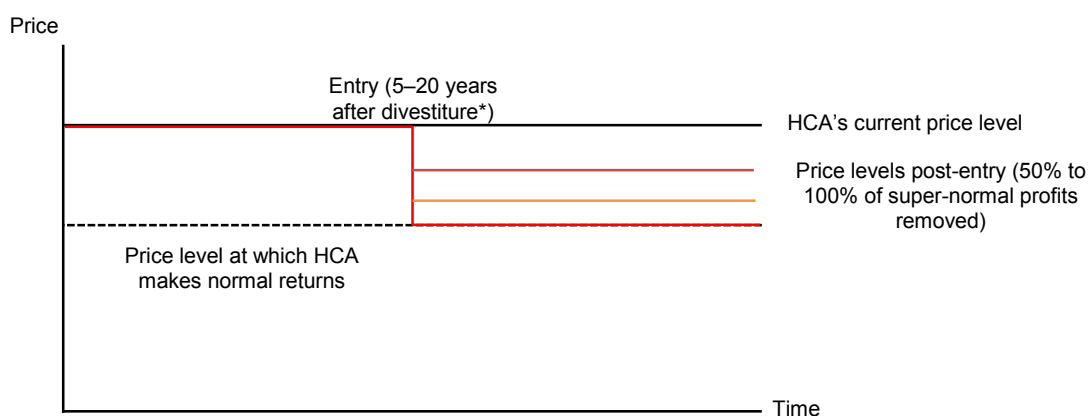 Price
Entry (5–20 years
after divestiture*)
HCA's current price level
Price levels post-entry (50% to
100% of super-normal profits
removed)
Price level at which HCA
makes normal returns
Time